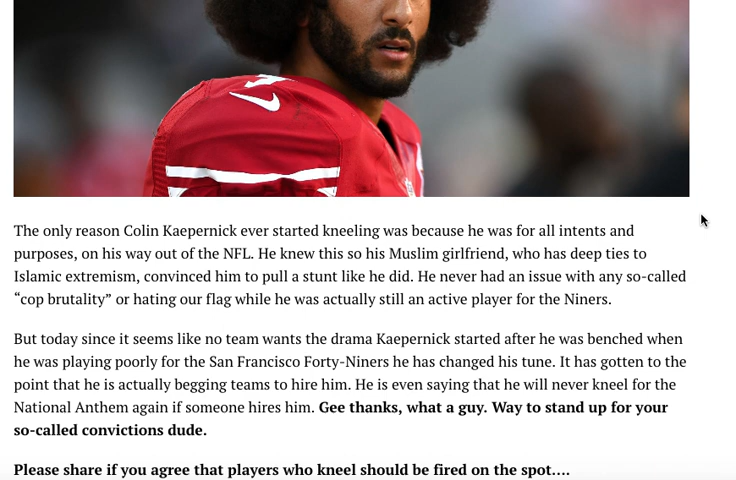 The only reason Colin Kaepernick ever started kneeling was because he was for all intents and
purposes, on his way out of the NFL. He knew this so his Muslim girlfriend, who has deep ties to
Islamic extremism, convinced him to pull a stunt like he did. He never had an issue with any so-called
“cop brutality” or hating our flag while he was actually still an active player for the Niners.
But today since it seems like no team wants the drama Kaepernick started after he was benched when
he was playing poorly for the San Francisco Forty-Niners he has changed his tune. It has gotten to the
point that he is actually begging teams to hire him. He is even saying that he will never kneel for the
National Anthem again if someone hires him. Gee thanks, what a guy. Way to stand up for your
so-called convictions dude.
Please share if you agree that players who kneel should be fired on the spot….